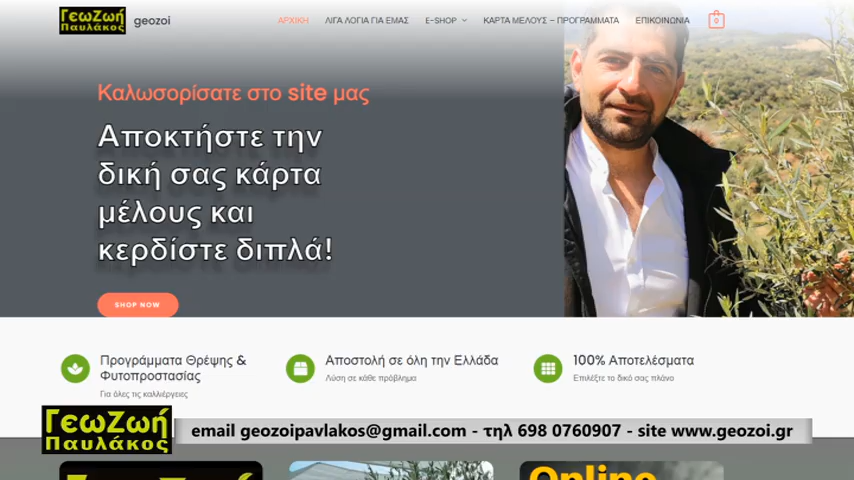 ΓεωΖωή
Παυλάκος
geozoi
ΑΡΧΙΚΗ
ΛΙΓΑ ΛΟΓΙΑ ΓΙΑ ΕΜΑΣ
E-SHOP
ΚΑΡΤΑ ΜΕΛΟΥΣ – ΠΡΟΓΡΑΜΜΑΤΑ
ΕΠΙΚΟΙΝΩΝΙΑ
0
Καλωσορίσατε στο site μας
Αποκτήστε την
δική σας κάρτα
μέλους και
κερδίστε διπλά!
SHOP NOW
Προγράμματα Θρέψης &
Φυτοπροστασίας
Για όλες τις καλλιέργειες
Αποστολή σε όλη την Ελλάδα
Λύση σε κάθε πρόβλημα
100% Αποτελέσματα
Επιλέξτε το δικό σας πλάνο
ΓεωΖωή
Παυλάκος
email geozoipavlakos@gmail.com - τηλ 698 0760907 - site www.geozoi.gr
Online